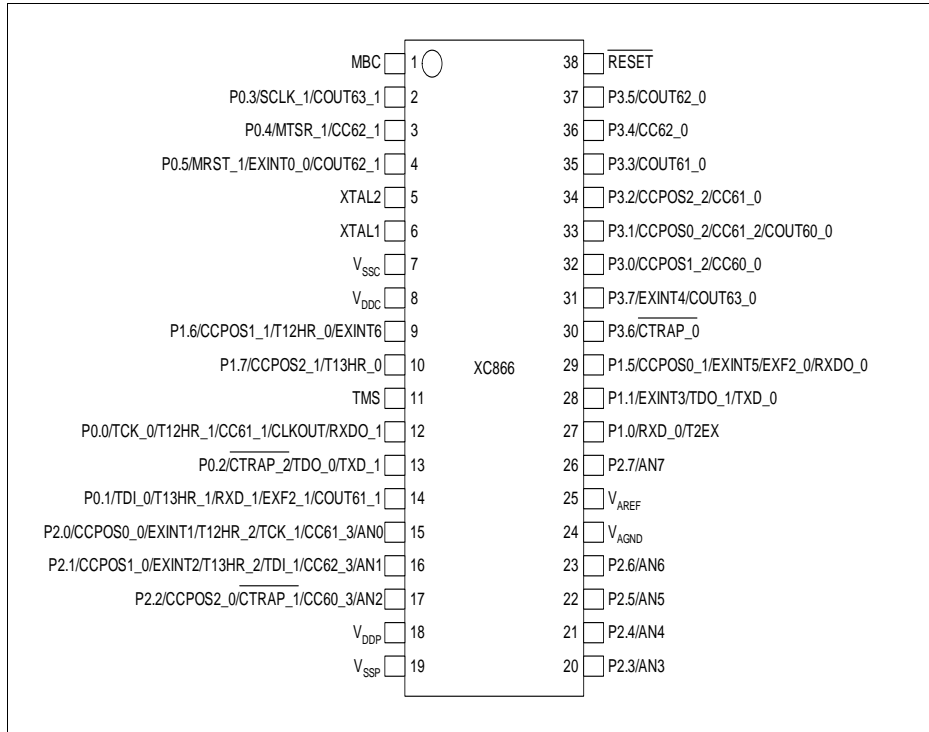 MBC 1 38 RESET
P0.3/SCLK_1/COUT63_1 2 37 P3.5/COUT62_0
P0.4/MTSR_1/CC62_1 3 36 P3.4/CC62_0
P0.5/MRST_1/EXINT0_0/COUT62_1 4 35 P3.3/COUT61_0
XTAL2 5 34 P3.2/CCPOS2_2/CC61_0
XTAL1 6 33 P3.1/CCPOS0_2/CC61_2/COUT60_0
VSSC 7 32 P3.0/CCPOS1_2/CC60_0
VDDC 8 31 P3.7/EXINT4/COUT63_0
P1.6/CCPOS1_1/T12HR_0/EXINT6 9 30 P3.6/CTRAP_0
P1.7/CCPOS2_1/T13HR_0 10 XC866 29 P1.5/CCPOS0_1/EXINT5/EXF2_0/RXDO_0
TMS 11 28 P1.1/EXINT3/TDO_1/TXD_0
P0.0/TCK_0/T12HR_1/CC61_1/CLKOUT/RXDO_1 12 27 P1.0/RXD_0/T2EX
P0.2/CTRAP_2/TDO_0/TXD_1 13 26 P2.7/AN7
P0.1/TDI_0/T13HR_1/RXD_1/EXF2_1/COUT61_1 14 25 VAREF
P2.0/CCPOS0_0/EXINT1/T12HR_2/TCK_1/CC61_3/AN0 15 24 VAGND
P2.1/CCPOS1_0/EXINT2/T13HR_2/TDI_1/CC62_3/AN1 16 23 P2.6/AN6
P2.2/CCPOS2_0/CTRAP_1/CC60_3/AN2 17 22 P2.5/AN5
VDDP 18 21 P2.4/AN4
VSSP 19 20 P2.3/AN3